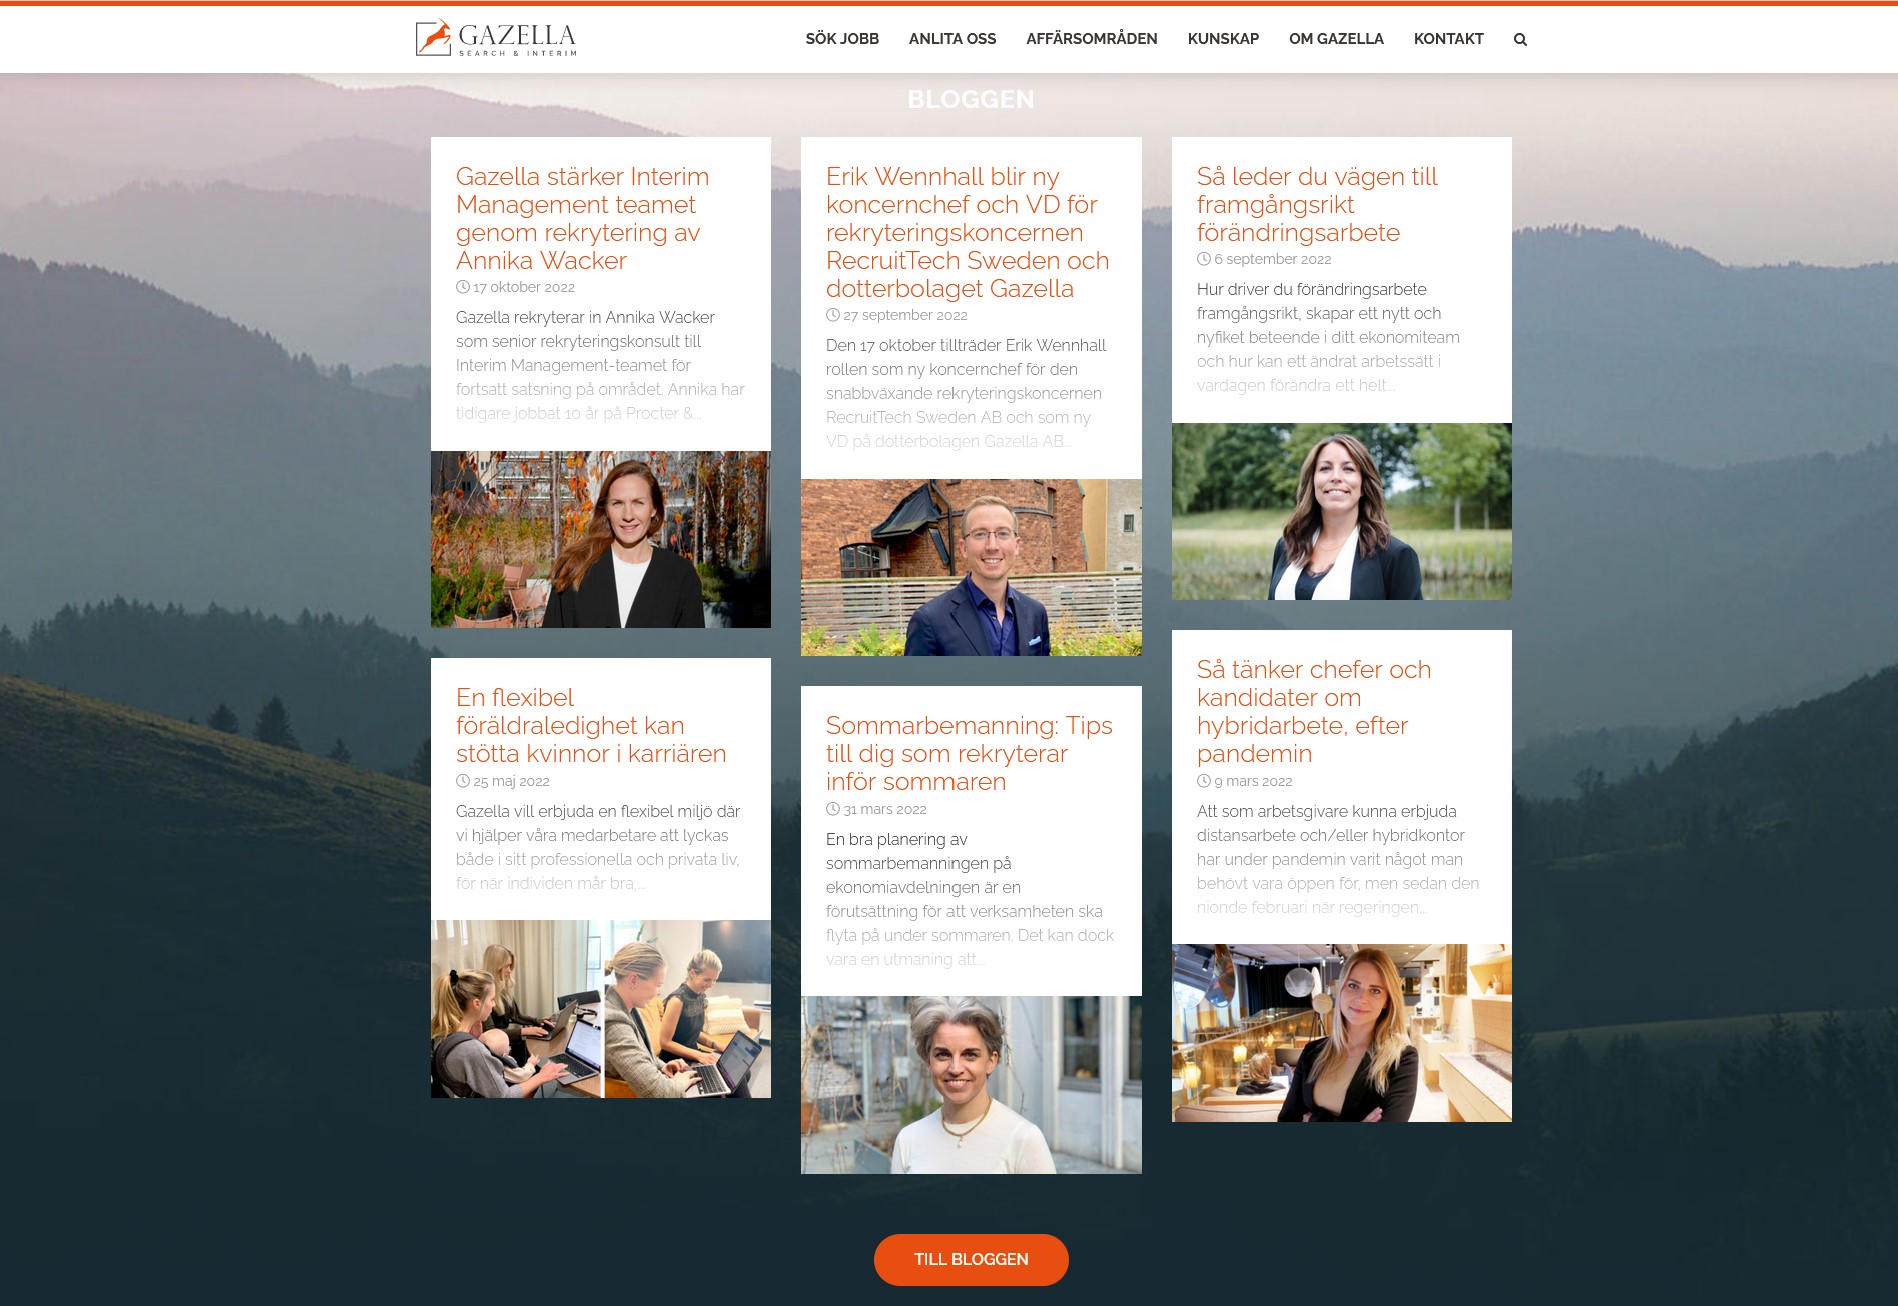 GAZELLA
SEARCH & INTERIM
SÖK JOBB
ANLITA OSS
AFFÄRSOMRÅDEN
KUNSKAP
OM GAZELLA
KONTAKT
BLOGGEN
Gazella stärker Interim
Management teamet
genom rekrytering av
Annika Wacker
17 oktober 2022
Gazella rekryterar in Annika Wacker
som senior rekryteringskonsult till
Interim Management-teamet för
fortsatt satsning på området. Annika har
tidigare jobbat 10 år på Procter &...
Erik Wennhall blir ny
koncernchef och VD för
rekryteringskoncernen
RecruitTech Sweden och
dotterbolaget Gazella
27 september 2022
Den 17 oktober tillträder Erik Wennhall
rollen som ny koncernchef för den
snabbväxande rekryteringskoncernen
RecruitTech Sweden AB och som ny
VD på dotterbolagen Gazella AB...
Så leder du vägen till
framgångsrikt
förändringsarbete
6 september 2022
Hur driver du förändringsarbete
framgångsrikt, skapar ett nytt och
nyfiket beteende i ditt ekonomiteam
och hur kan ett ändrat arbetssätt i
vardagen förändra ett helt...
En flexibel
föräldraledighet kan
stötta kvinnor i karriären
25 maj 2022
Gazella vill erbjuda en flexibel miljö där
vi hjälper våra medarbetare att lyckas
både i sitt professionella och privata liv,
för när individen mår bra,...
Sommarbemanning: Tips
till dig som rekryterar
inför sommaren
31 mars 2022
En bra planering av
sommarbemanningen på
ekonomiavdelningen är en
förutsättning för att verksamheten ska
flyta på under sommaren. Det kan dock
vara en utmaning att...
Så tänker chefer och
kandidater om
hybridarbete, efter
pandemin
9 mars 2022
Att som arbetsgivare kunna erbjuda
distansarbete och/eller hybridkontor
har under pandemin varit något man
behövt vara öppen för, men sedan den
nionde februari när regeringen...
TILL BLOGGEN